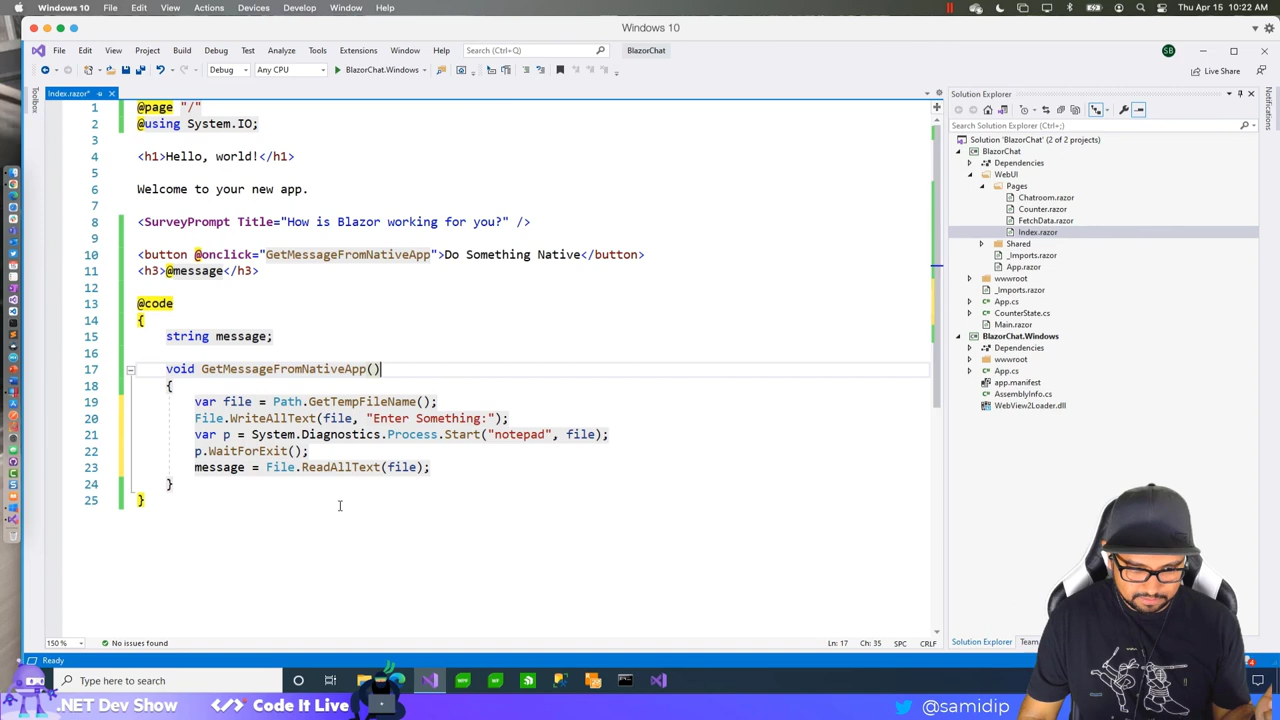 Windows 10 File Edit View Actions Devices Develop Window Help
Thu Apr 15 10:22 AM
Windows 10
File Edit View Project Build Debug Test Analyze Tools Extensions Window Help
Search (Ctrl+Q)
BlazorChat
SB
Debug Any CPU BlazorChat.Windows
Live Share
Toolbox
Index.razor*
1 @page "/"
2 @using System.IO;
3
4 <h1>Hello, world!</h1>
5
6 Welcome to your new app.
7
8 <SurveyPrompt Title="How is Blazor working for you?" />
9
10 <button @onclick="GetMessageFromNativeApp">Do Something Native</button>
11 <h3>@message</h3>
12
13 @code
14 {
15 string message;
16
17 void GetMessageFromNativeApp()
18 {
19 var file = Path.GetTempFileName();
20 File.WriteAllText(file, "Enter Something:");
21 var p = System.Diagnostics.Process.Start("notepad", file);
22 p.WaitForExit();
23 message = File.ReadAllText(file);
24 }
25 }
150 % No issues found
Ln: 17 Ch: 35 SPC CRLF
Solution Explorer
Search Solution Explorer (Ctrl+;)
Solution 'BlazorChat' (2 of 2 projects)
BlazorChat
Dependencies
WebUI
Pages
Chatroom.razor
Counter.razor
FetchData.razor
Index.razor
Shared
_Imports.razor
App.razor
wwwroot
_Imports.razor
App.cs
CounterState.cs
Main.razor
BlazorChat.Windows
Dependencies
wwwroot
App.cs
app.manifest
AssemblyInfo.cs
WebView2Loader.dll
Solution Explorer
Notifications
Ready
Type here to search
.NET Dev Show
Code It Live
@samidip